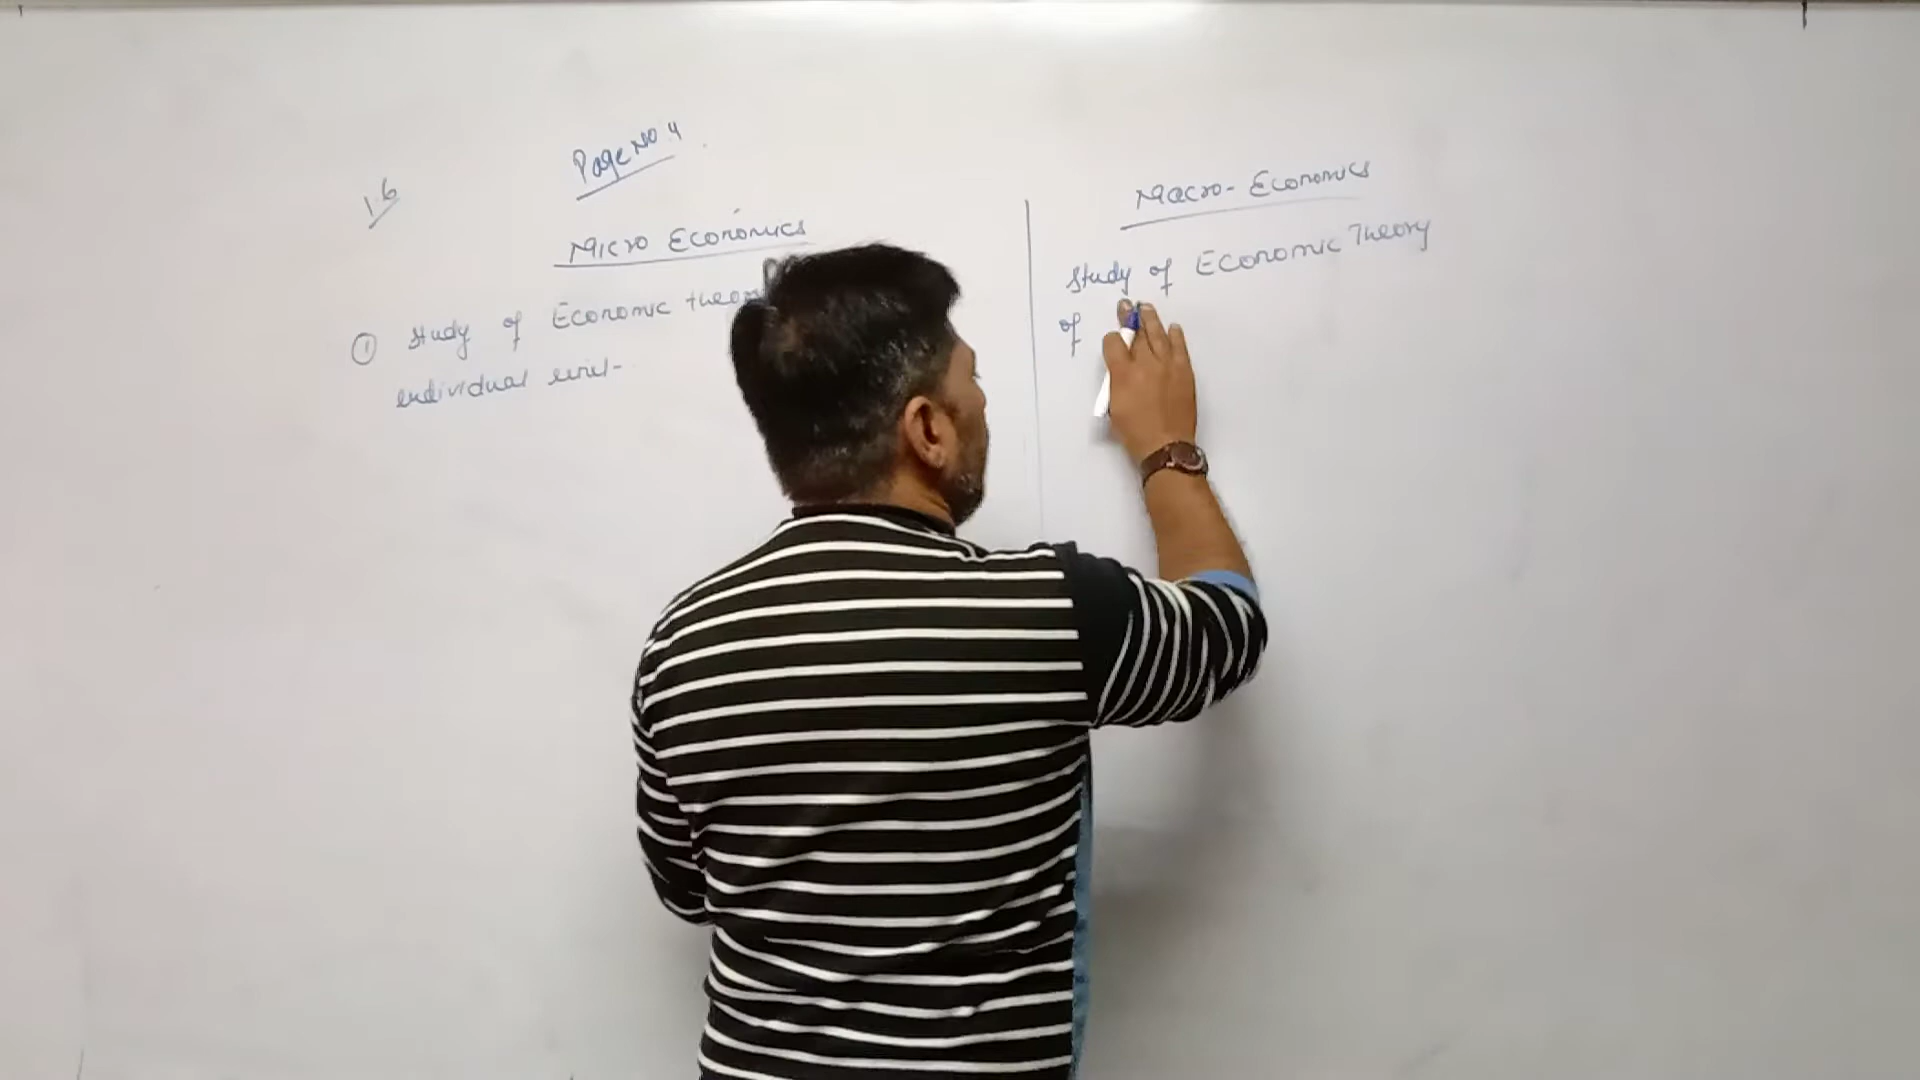 Page No 4
1.6
Micro Economics
① Study of Economic theory
individual unit-
Macro- Economics
Study of Economic Theory
of